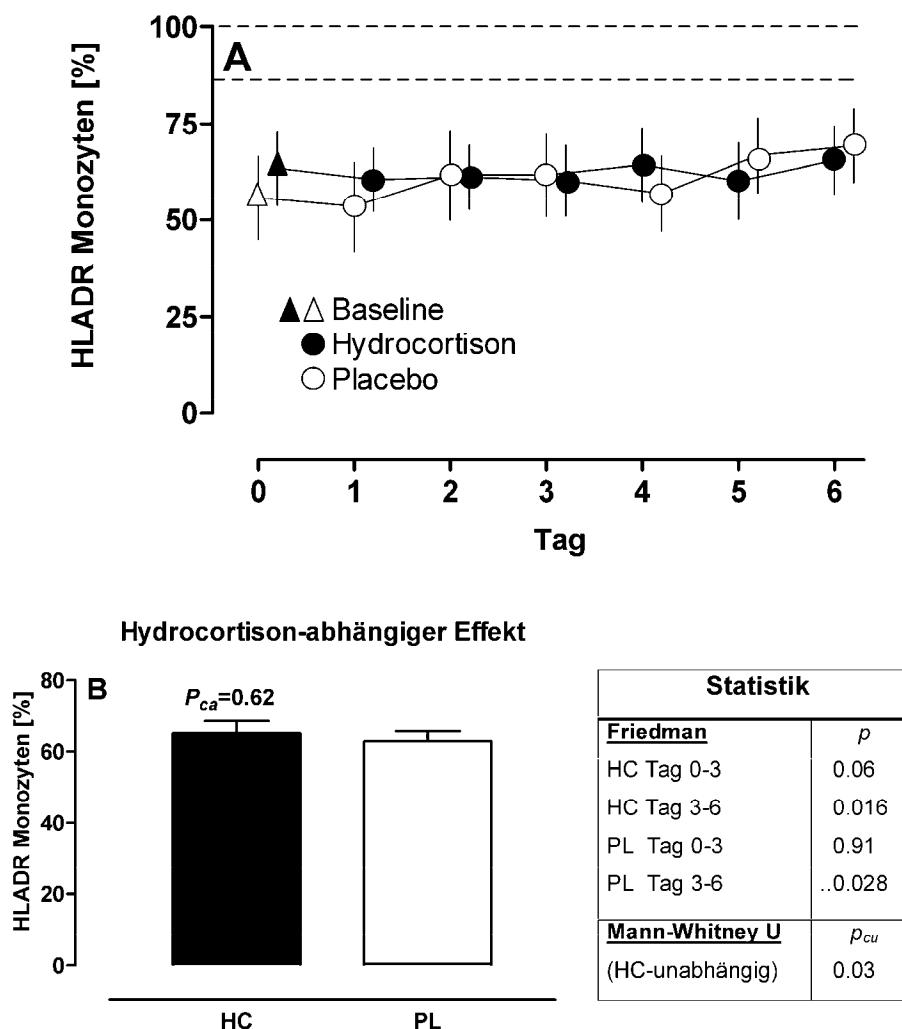 100
A
75
50
25
0
HLADR Monozyten [%]
Baseline
Hydrocortison
Placebo
0 1 2 3 4 5 6
Tag
Hydrocortison-abhängiger Effekt
B
80
60
40
20
0
HLADR Monozyten [%]
Pca=0.62
HC PL
Statistik
Friedman p
HC Tag 0-3 0.06
HC Tag 3-6 0.016
PL Tag 0-3 0.91
PL Tag 3-6 ..0.028
Mann-Whitney U pcu
(HC-unabhängig) 0.03